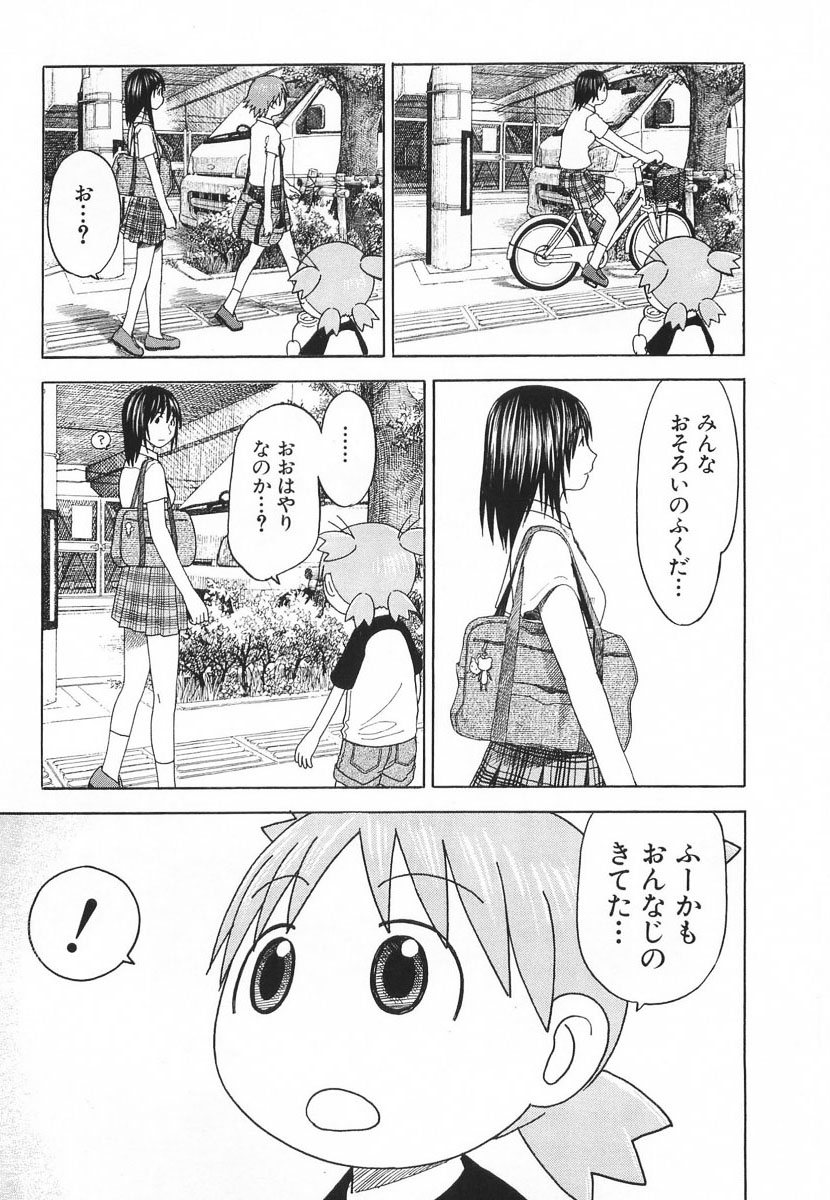 お…？
みんな
おそろいのふくだ…
……
おおはやり
なのか…？
?
ふーかも
おんなじの
きてた…
！